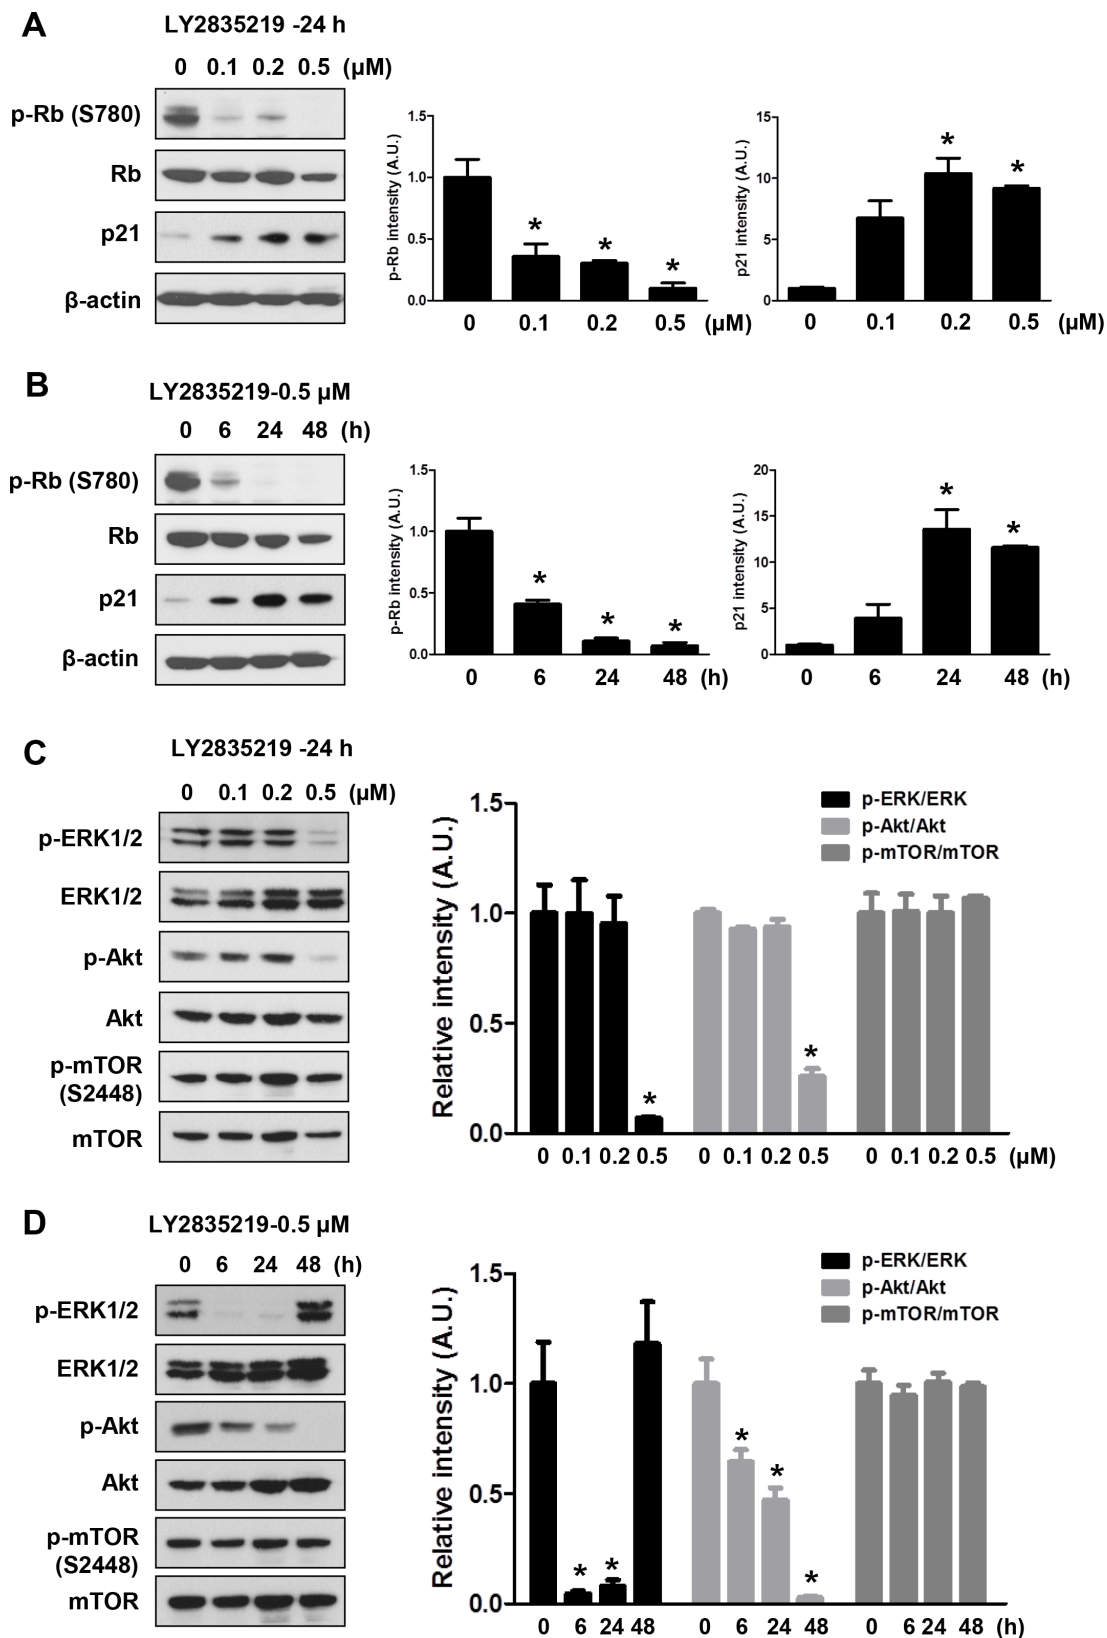 A
LY2835219 -24 h
0 0.1 0.2 0.5 (µM)
p-Rb (S780)
Rb
p21
β-actin
p-Rb intensity (A.U.)
1.5
1.0
0.5
0.0
* * *
0 0.1 0.2 0.5 (µM)
p21 intensity (A.U.)
15
10
5
0
* *
0 0.1 0.2 0.5 (µM)
B
LY2835219-0.5 µM
0 6 24 48 (h)
p-Rb (S780)
Rb
p21
β-actin
p-Rb intensity (A.U.)
1.5
1.0
0.5
0.0
* * *
0 6 24 48 (h)
p21 intensity (A.U.)
20
15
10
5
0
* *
0 6 24 48 (h)
C
LY2835219 -24 h
0 0.1 0.2 0.5 (µM)
p-ERK1/2
ERK1/2
p-Akt
Akt
p-mTOR
(S2448)
mTOR
Relative intensity (A.U.)
1.5
1.0
0.5
0.0
p-ERK/ERK
p-Akt/Akt
p-mTOR/mTOR
* *
0 0.1 0.2 0.5 0 0.1 0.2 0.5 0 0.1 0.2 0.5 (µM)
D
LY2835219-0.5 µM
0 6 24 48 (h)
p-ERK1/2
ERK1/2
p-Akt
Akt
p-mTOR
(S2448)
mTOR
Relative intensity (A.U.)
1.5
1.0
0.5
0.0
p-ERK/ERK
p-Akt/Akt
p-mTOR/mTOR
* * * * *
0 6 24 48 0 6 24 48 0 6 24 48 (h)